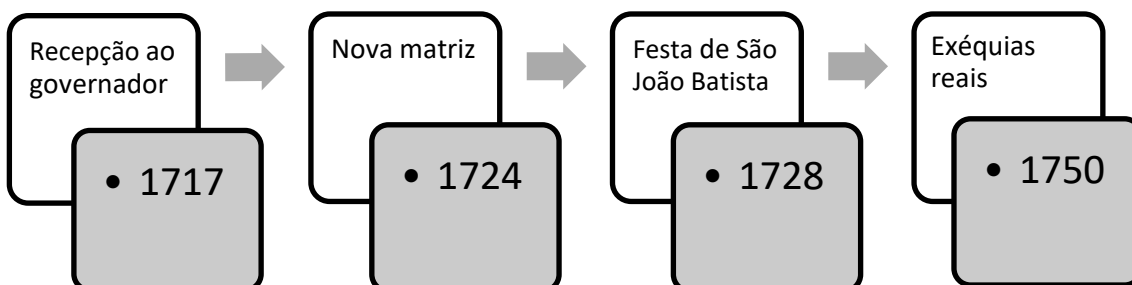 Recepção ao
governador
• 1717
Nova matriz
• 1724
Festa de São
João Batista
• 1728
Exéquias
reais
• 1750